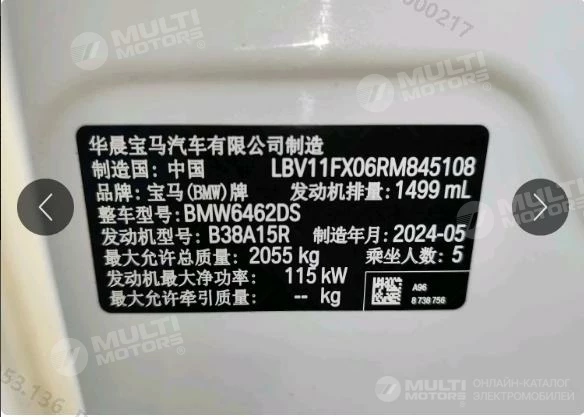 000217
MULTI
MOTORS
MULTI
MOTORS
华晨宝马汽车有限公司制造
制造国: 中国 LBV11FX06RM845108
品牌: 宝马(BMW)牌 发动机排量: 1499 mL
整车型号: BMW6462DS
发动机型号: B38A15R 制造年月: 2024-05
最大允许总质量: 2055 kg 乘坐人数: 5
发动机最大净功率: 115 kW
最大允许牵引质量: -- kg
A96
8 738 756
MULTI
MOTORS
53.136
MULTI
MOTORS
ОНЛАЙН-КАТАЛОГ
ЭЛЕКТРОМОБИЛЕЙ